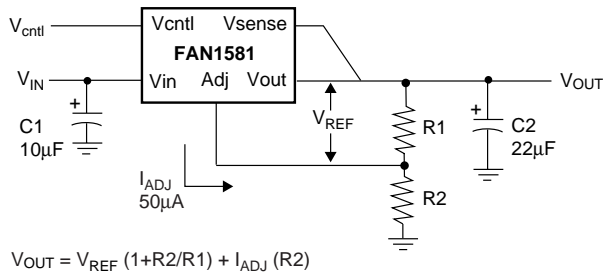 Vcntl
Vcntl Vsense
FAN1581
VIN
Vin Adj Vout
VOUT
+
C1
10μF
VREF
R1
+
C2
22μF
IADJ
50μA
R2
VOUT = VREF (1+R2/R1) + IADJ (R2)